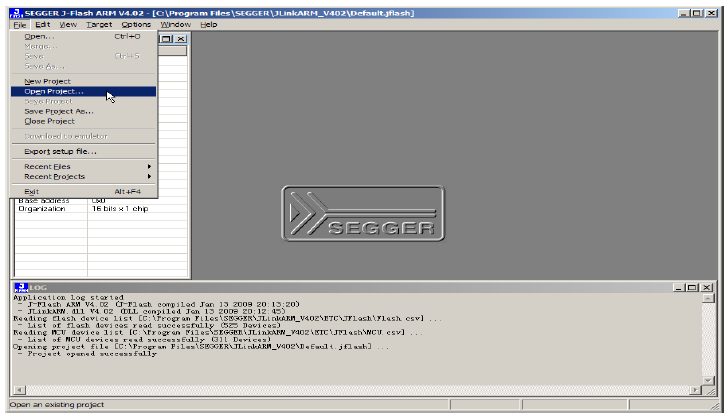 SEGGER J-Flash ARM V4.02 - [C:\Program Files\SEGGER\JLinkARM_V402\Default.jflash]
File Edit View Target Options Window Help
Open... Ctrl+O
Merge...
Save Ctrl+S
Save As...
New Project
Open Project...
Save Project
Save Project As...
Close Project
Download to emulator
Export setup file...
Recent Files
Recent Projects
Exit Alt+F4
Base address 0x0
Organization 16 bits x 1 chip
SEGGER
LOG
Application log started
- J-Flash ARM V4.02 (J-Flash compiled Jan 13 2009 20:13:20)
- JLinkARM.dll V4.02 (DLL compiled Jan 13 2009 20:12:45)
Reading flash device list [C:\Program Files\SEGGER\JLinkARM_V402\ETC\JFlash\Flash.csv] ...
- List of flash devices read successfully (525 Devices)
Reading MCU device list [C:\Program Files\SEGGER\JLinkARM_V402\ETC\JFlash\MCU.csv] ...
- List of MCU devices read successfully (311 Devices)
Opening project file [C:\Program Files\SEGGER\JLinkARM_V402\Default.jflash] ...
- Project opened successfully
Open an existing project